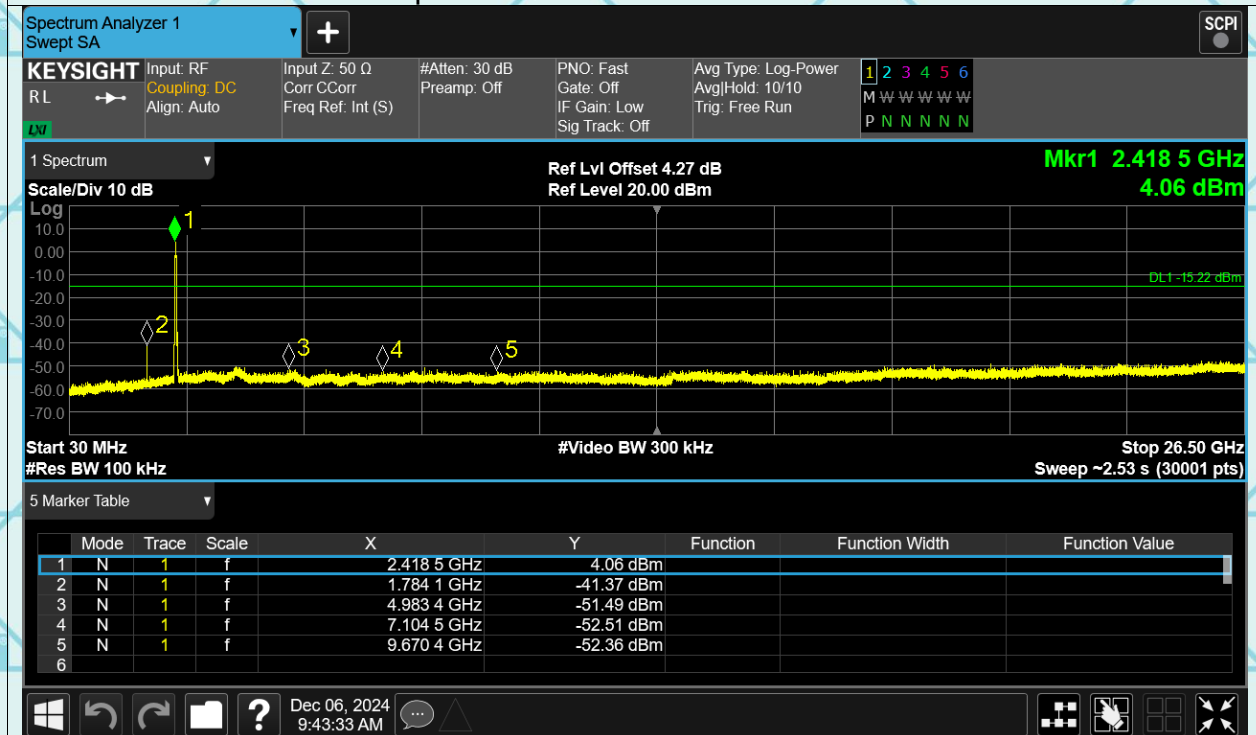 Spectrum Analyzer 1
Swept SA
+
SCPI
KEYSIGHT
RL
LXI
Input: RF
Coupling: DC
Align: Auto
Input Z: 50 Ω
Corr CCorr
Freq Ref: Int (S)
#Atten: 30 dB
Preamp: Off
PNO: Fast
Gate: Off
IF Gain: Low
Sig Track: Off
Avg Type: Log-Power
Avg|Hold: 10/10
Trig: Free Run
1 2 3 4 5 6
M W W W W W
P N N N N N
1 Spectrum
Scale/Div 10 dB
Ref Lvl Offset 4.27 dB
Ref Level 20.00 dBm
Mkr1 2.418 5 GHz
4.06 dBm
Log
10.0
0.00
-10.0
-20.0
-30.0
-40.0
-50.0
-60.0
-70.0
1
2
3
4
5
DL1 -15.22 dBm
Start 30 MHz
#Video BW 300 kHz
Stop 26.50 GHz
#Res BW 100 kHz
Sweep ~2.53 s (30001 pts)
5 Marker Table
Mode Trace Scale X Y Function Function Width Function Value
1 N 1 f 2.418 5 GHz 4.06 dBm
2 N 1 f 1.784 1 GHz -41.37 dBm
3 N 1 f 4.983 4 GHz -51.49 dBm
4 N 1 f 7.104 5 GHz -52.51 dBm
5 N 1 f 9.670 4 GHz -52.36 dBm
6
?
Dec 06, 2024
9:43:33 AM